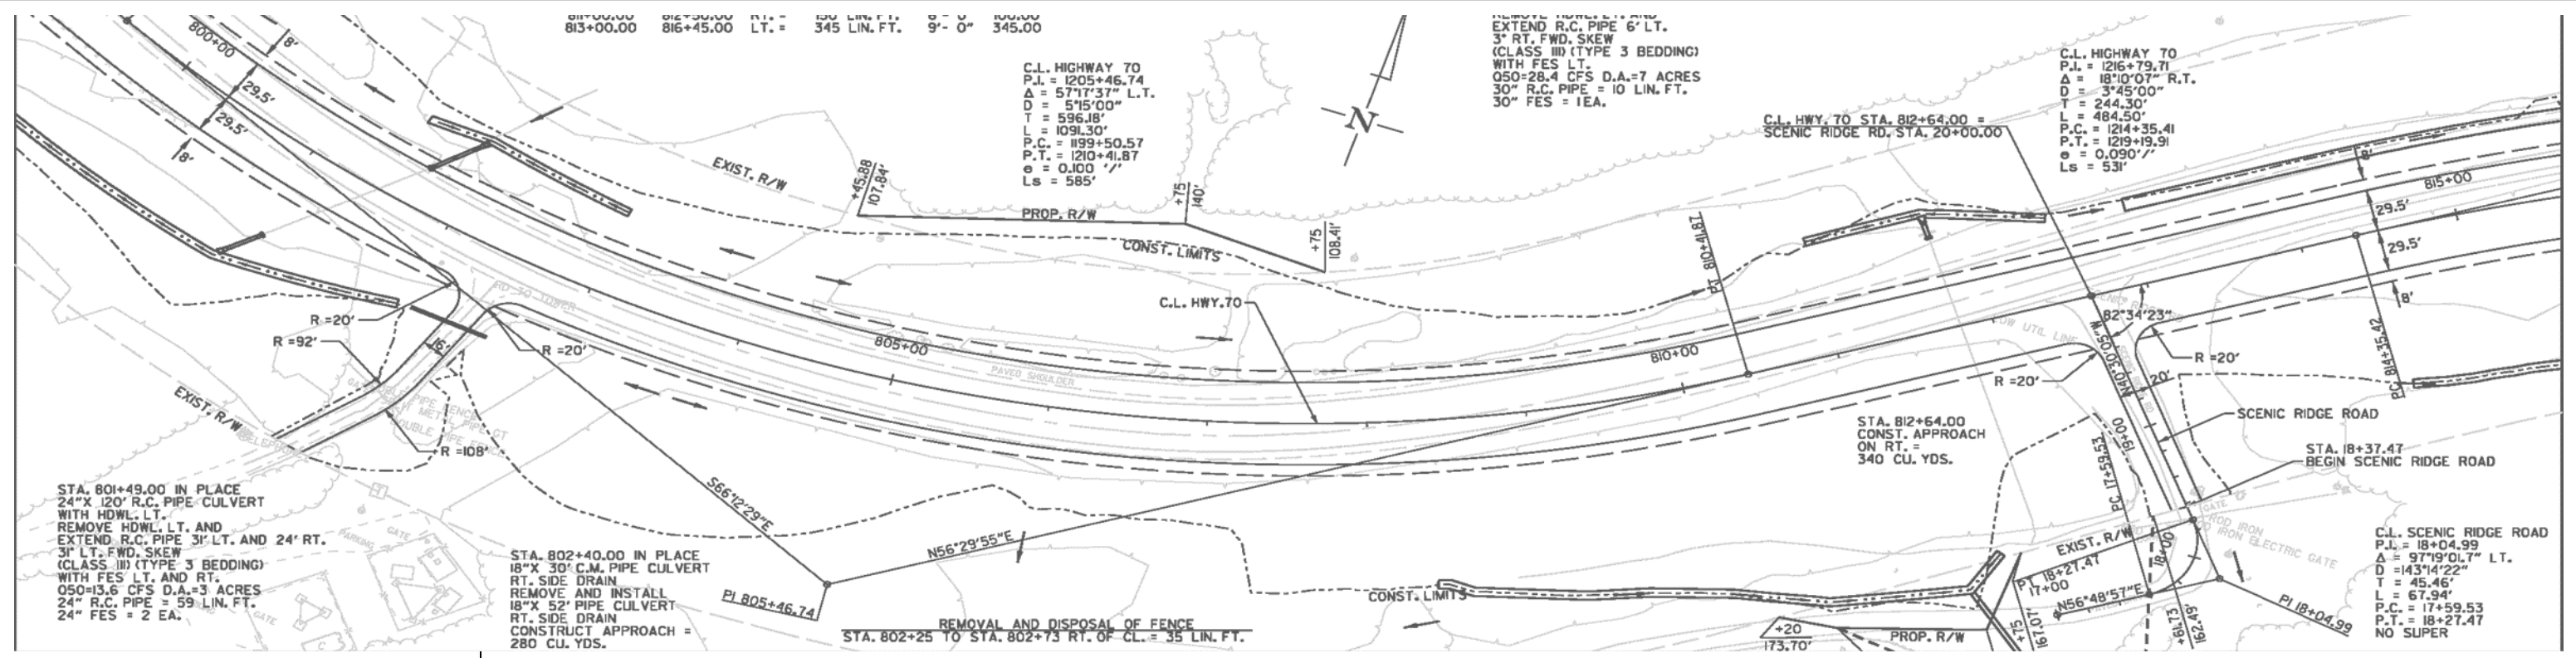 813+00.00 816+45.00 LT. = 345 LIN. FT. 9'- 0" 345.00
EXTEND R.C. PIPE 6' LT.
3° RT. FWD. SKEW
(CLASS III) (TYPE 3 BEDDING)
WITH FES LT.
Q50=28.4 CFS D.A.=7 ACRES
30" R.C. PIPE = 10 LIN. FT.
30" FES = 1 EA.
C.L. HIGHWAY 70
P.I. = 1205+46.74
Δ = 57°17'37" L.T.
D = 5°15'00"
T = 596.18'
L = 1091.30'
P.C. = 1199+50.57
P.T. = 1210+41.87
e = 0.100 '/'
Ls = 585'
C.L. HIGHWAY 70
P.I. = 1216+79.71
Δ = 18°10'07" R.T.
D = 3°45'00"
T = 244.30'
L = 484.50'
P.C. = 1214+35.41
P.T. = 1219+19.91
e = 0.090'/'
Ls = 531'
C.L. HWY. 70 STA. 812+64.00 =
SCENIC RIDGE RD. STA. 20+00.00
N
800+00
8'
29.5'
29.5'
8'
EXIST. R/W
+45.88
107.84'
PROP. R/W
+75
140'
+75
108.41'
CONST. LIMITS
C.L. HWY.70
805+00
PAVED SHOULDER
810+00
PT 810+41.87
815+00
8'
29.5'
29.5'
8'
P.C. 814+35.42
RD TO TOWER
R =20'
R =92'
16'
R =20'
R =108'
EXIST. R/W
82°34'23"
N40°30'05"W
R =20'
R =20'
20'
19+00
SCENIC RIDGE ROAD
STA. 18+37.47
BEGIN SCENIC RIDGE ROAD
STA. 812+64.00
CONST. APPROACH
ON RT. =
340 CU. YDS.
PC 17+59.53
S66°12'29"E
N56°29'55"E
PI 805+46.74
STA. 801+49.00 IN PLACE
24"X 120' R.C. PIPE CULVERT
WITH HDWL. LT.
REMOVE HDWL. LT. AND
EXTEND R.C. PIPE 31' LT. AND 24' RT.
31° LT. FWD. SKEW
(CLASS III) (TYPE 3 BEDDING)
WITH FES LT. AND RT.
Q50=13.6 CFS D.A.=3 ACRES
24" R.C. PIPE = 59 LIN. FT.
24" FES = 2 EA.
PARKING
GATE
GATE
STA. 802+40.00 IN PLACE
18"X 30' C.M. PIPE CULVERT
RT. SIDE DRAIN
REMOVE AND INSTALL
18"X 52' PIPE CULVERT
RT. SIDE DRAIN
CONSTRUCT APPROACH =
280 CU. YDS.
REMOVAL AND DISPOSAL OF FENCE
STA. 802+25 TO STA. 802+73 RT. OF CL. = 35 LIN. FT.
CONST. LIMITS
EXIST. R/W
PT 18+27.47
17+00
18+00
N56°48'57"E
PI 18+04.99
GATE
IRON ELECTRIC GATE
+20
173.70'
PROP. R/W
+75
167.07'
+61.73
162.49'
C.L. SCENIC RIDGE ROAD
P.I. = 18+04.99
Δ = 97°19'01.7" LT.
D =143°14'22"
T = 45.46'
L = 67.94'
P.C. = 17+59.53
P.T. = 18+27.47
NO SUPER